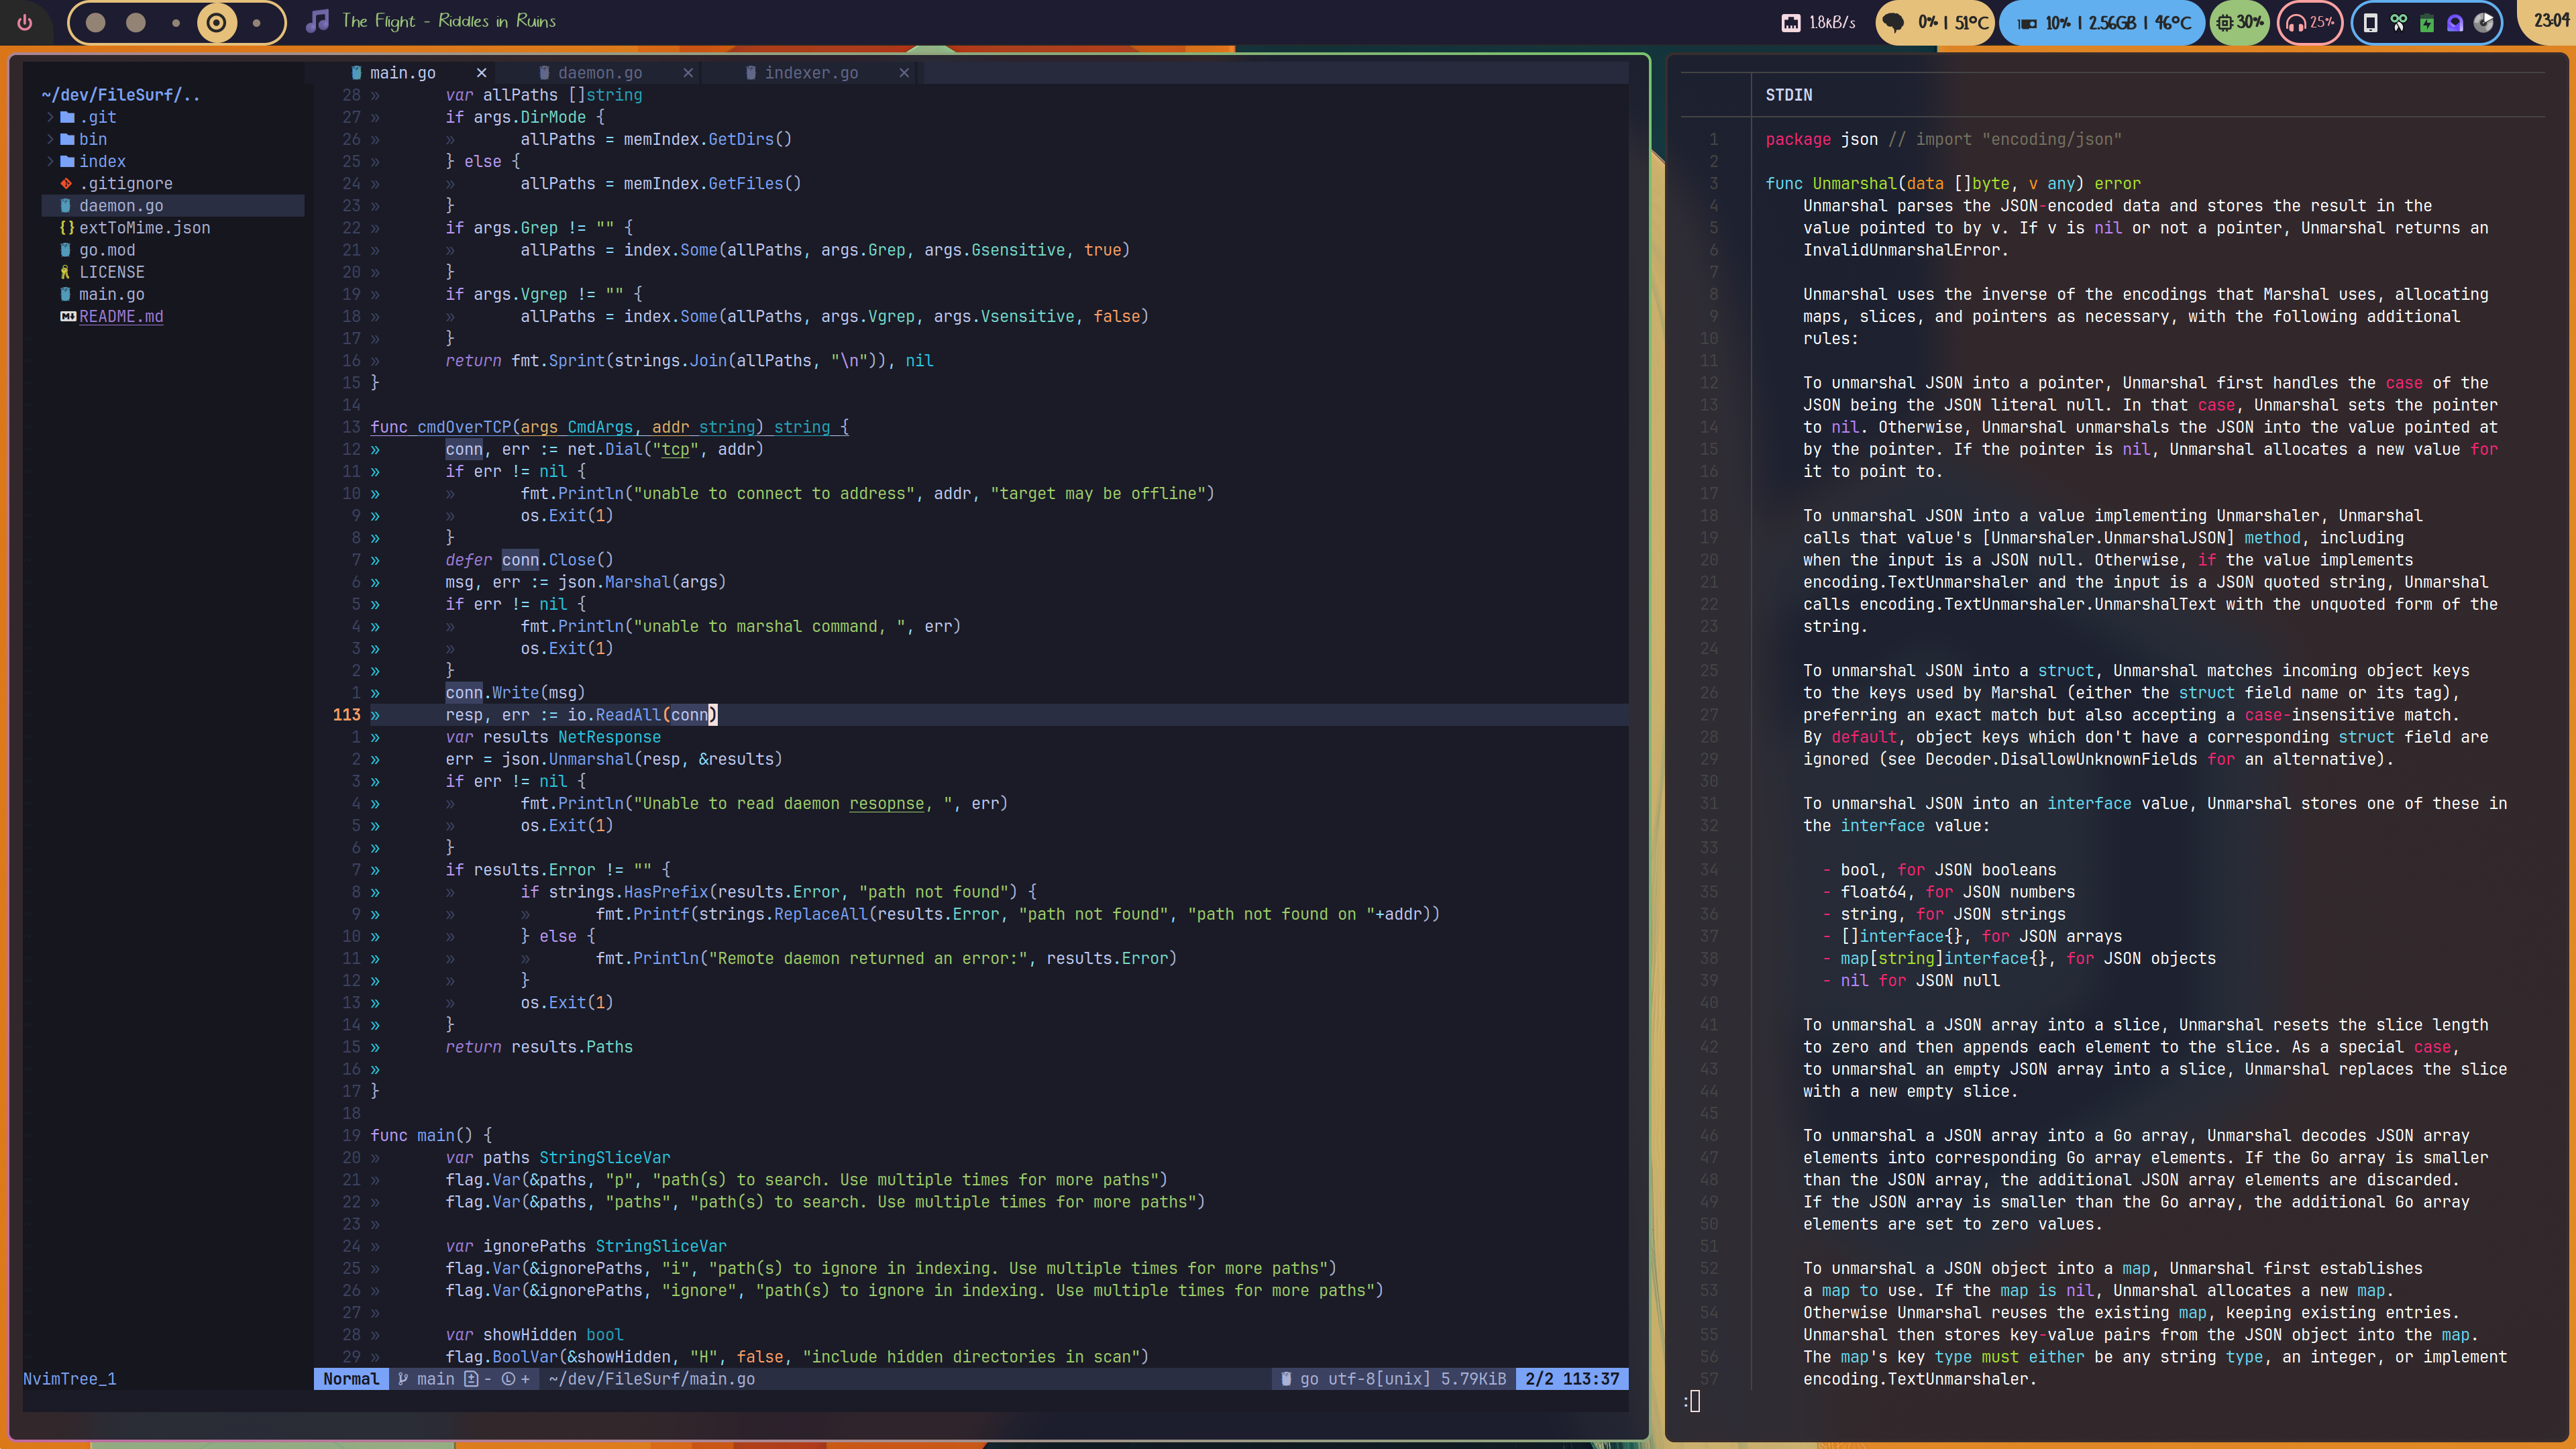 The Flight - Riddles in Ruins
1.8kB/s
0% | 51°C
10% | 2.56GB | 46°C
30%
25%
23:04
main.go ✕
daemon.go ✕
indexer.go ✕
~/dev/FileSurf/..
.git
bin
index
.gitignore
daemon.go
extToMime.json
go.mod
LICENSE
main.go
README.md
NvimTree_1
28 » var allPaths []string
27 » if args.DirMode {
26 » » allPaths = memIndex.GetDirs()
25 » } else {
24 » » allPaths = memIndex.GetFiles()
23 » }
22 » if args.Grep != "" {
21 » » allPaths = index.Some(allPaths, args.Grep, args.Gsensitive, true)
20 » }
19 » if args.Vgrep != "" {
18 » » allPaths = index.Some(allPaths, args.Vgrep, args.Vsensitive, false)
17 » }
16 » return fmt.Sprint(strings.Join(allPaths, "\n")), nil
15 }
14
13 func cmdOverTCP(args CmdArgs, addr string) string {
12 » conn, err := net.Dial("tcp", addr)
11 » if err != nil {
10 » » fmt.Println("unable to connect to address", addr, "target may be offline")
9 » » os.Exit(1)
8 » }
7 » defer conn.Close()
6 » msg, err := json.Marshal(args)
5 » if err != nil {
4 » » fmt.Println("unable to marshal command, ", err)
3 » » os.Exit(1)
2 » }
1 » conn.Write(msg)
113 » resp, err := io.ReadAll(conn)
1 » var results NetResponse
2 » err = json.Unmarshal(resp, &results)
3 » if err != nil {
4 » » fmt.Println("Unable to read daemon resopnse, ", err)
5 » » os.Exit(1)
6 » }
7 » if results.Error != "" {
8 » » if strings.HasPrefix(results.Error, "path not found") {
9 » » » fmt.Printf(strings.ReplaceAll(results.Error, "path not found", "path not found on "+addr))
10 » » } else {
11 » » » fmt.Println("Remote daemon returned an error:", results.Error)
12 » » }
13 » » os.Exit(1)
14 » }
15 » return results.Paths
16 »
17 }
18
19 func main() {
20 » var paths StringSliceVar
21 » flag.Var(&paths, "p", "path(s) to search. Use multiple times for more paths")
22 » flag.Var(&paths, "paths", "path(s) to search. Use multiple times for more paths")
23 »
24 » var ignorePaths StringSliceVar
25 » flag.Var(&ignorePaths, "i", "path(s) to ignore in indexing. Use multiple times for more paths")
26 » flag.Var(&ignorePaths, "ignore", "path(s) to ignore in indexing. Use multiple times for more paths")
27 »
28 » var showHidden bool
29 » flag.BoolVar(&showHidden, "H", false, "include hidden directories in scan")
Normal main - + ~/dev/FileSurf/main.go go utf-8[unix] 5.79KiB 2/2 113:37
STDIN
1 package json // import "encoding/json"
2
3 func Unmarshal(data []byte, v any) error
4 Unmarshal parses the JSON-encoded data and stores the result in the
5 value pointed to by v. If v is nil or not a pointer, Unmarshal returns an
6 InvalidUnmarshalError.
7
8 Unmarshal uses the inverse of the encodings that Marshal uses, allocating
9 maps, slices, and pointers as necessary, with the following additional
10 rules:
11
12 To unmarshal JSON into a pointer, Unmarshal first handles the case of the
13 JSON being the JSON literal null. In that case, Unmarshal sets the pointer
14 to nil. Otherwise, Unmarshal unmarshals the JSON into the value pointed at
15 by the pointer. If the pointer is nil, Unmarshal allocates a new value for
16 it to point to.
17
18 To unmarshal JSON into a value implementing Unmarshaler, Unmarshal
19 calls that value's [Unmarshaler.UnmarshalJSON] method, including
20 when the input is a JSON null. Otherwise, if the value implements
21 encoding.TextUnmarshaler and the input is a JSON quoted string, Unmarshal
22 calls encoding.TextUnmarshaler.UnmarshalText with the unquoted form of the
23 string.
24
25 To unmarshal JSON into a struct, Unmarshal matches incoming object keys
26 to the keys used by Marshal (either the struct field name or its tag),
27 preferring an exact match but also accepting a case-insensitive match.
28 By default, object keys which don't have a corresponding struct field are
29 ignored (see Decoder.DisallowUnknownFields for an alternative).
30
31 To unmarshal JSON into an interface value, Unmarshal stores one of these in
32 the interface value:
33
34 - bool, for JSON booleans
35 - float64, for JSON numbers
36 - string, for JSON strings
37 - []interface{}, for JSON arrays
38 - map[string]interface{}, for JSON objects
39 - nil for JSON null
40
41 To unmarshal a JSON array into a slice, Unmarshal resets the slice length
42 to zero and then appends each element to the slice. As a special case,
43 to unmarshal an empty JSON array into a slice, Unmarshal replaces the slice
44 with a new empty slice.
45
46 To unmarshal a JSON array into a Go array, Unmarshal decodes JSON array
47 elements into corresponding Go array elements. If the Go array is smaller
48 than the JSON array, the additional JSON array elements are discarded.
49 If the JSON array is smaller than the Go array, the additional Go array
50 elements are set to zero values.
51
52 To unmarshal a JSON object into a map, Unmarshal first establishes
53 a map to use. If the map is nil, Unmarshal allocates a new map.
54 Otherwise Unmarshal reuses the existing map, keeping existing entries.
55 Unmarshal then stores key-value pairs from the JSON object into the map.
56 The map's key type must either be any string type, an integer, or implement
57 encoding.TextUnmarshaler.
: